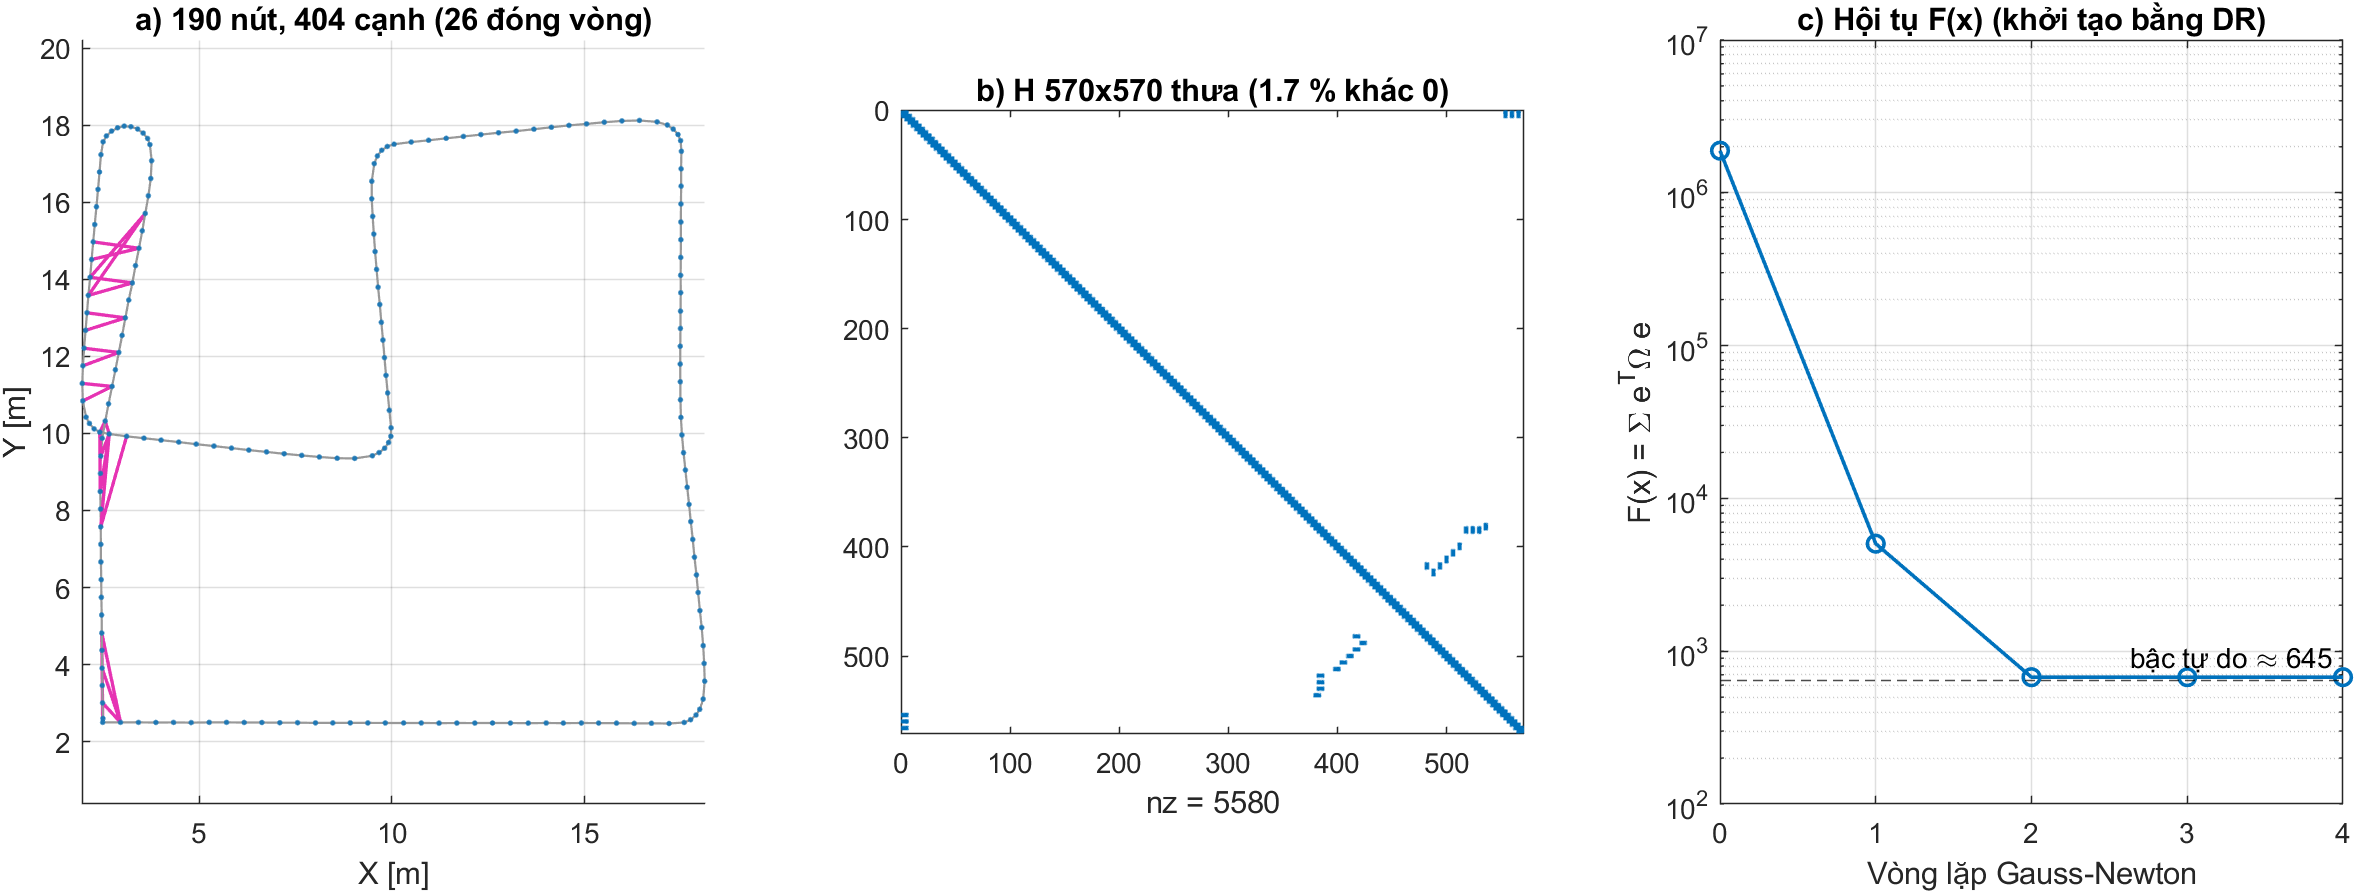 a) 190 nút, 404 cạnh (26 đóng vòng)
20
18
16
14
12
10
8
6
4
2
Y [m]
5 10 15
X [m]
b) H 570x570 thưa (1.7 % khác 0)
0
100
200
300
400
500
0 100 200 300 400 500
nz = 5580
c) Hội tụ F(x) (khởi tạo bằng DR)
10^7
10^6
10^5
10^4
10^3
10^2
F(x) = Σ e^TΩ e
bậc tự do ≈ 645
0 1 2 3 4
Vòng lặp Gauss-Newton